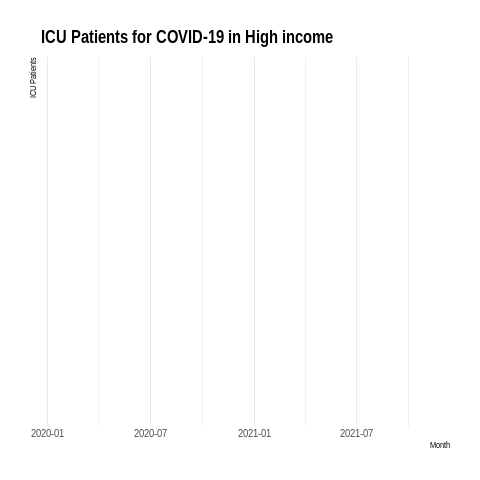 ICU Patients for COVID-19 in High income
ICU Patients
2020-01
2020-07
2021-01
2021-07
Month